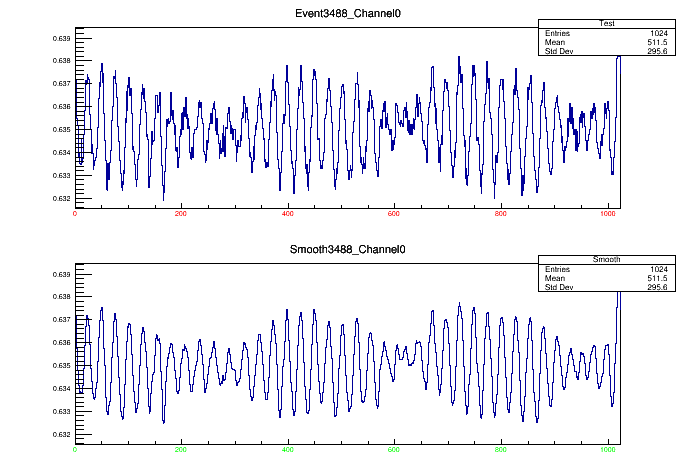 Event3488_Channel0
Test
Entries 1024
Mean 511.5
Std Dev 295.6
0.639
0.638
0.637
0.636
0.635
0.634
0.633
0.632
0 200 400 600 800 1000
Smooth3488_Channel0
Smooth
Entries 1024
Mean 511.5
Std Dev 295.6
0.639
0.638
0.637
0.636
0.635
0.634
0.633
0.632
0 200 400 600 800 1000